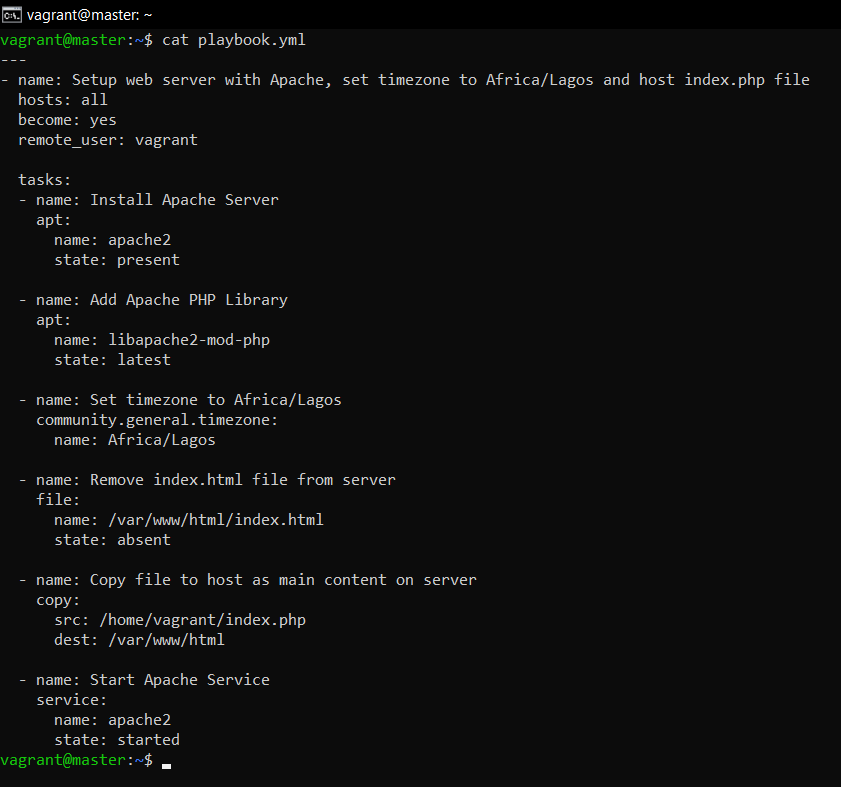 vagrant@master: ~
vagrant@master:~$ cat playbook.yml
---
- name: Setup web server with Apache, set timezone to Africa/Lagos and host index.php file
  hosts: all
  become: yes
  remote_user: vagrant

  tasks:
  - name: Install Apache Server
    apt:
      name: apache2
      state: present

  - name: Add Apache PHP Library
    apt:
      name: libapache2-mod-php
      state: latest

  - name: Set timezone to Africa/Lagos
    community.general.timezone:
      name: Africa/Lagos

  - name: Remove index.html file from server
    file:
      name: /var/www/html/index.html
      state: absent

  - name: Copy file to host as main content on server
    copy:
      src: /home/vagrant/index.php
      dest: /var/www/html

  - name: Start Apache Service
    service:
      name: apache2
      state: started
vagrant@master:~$